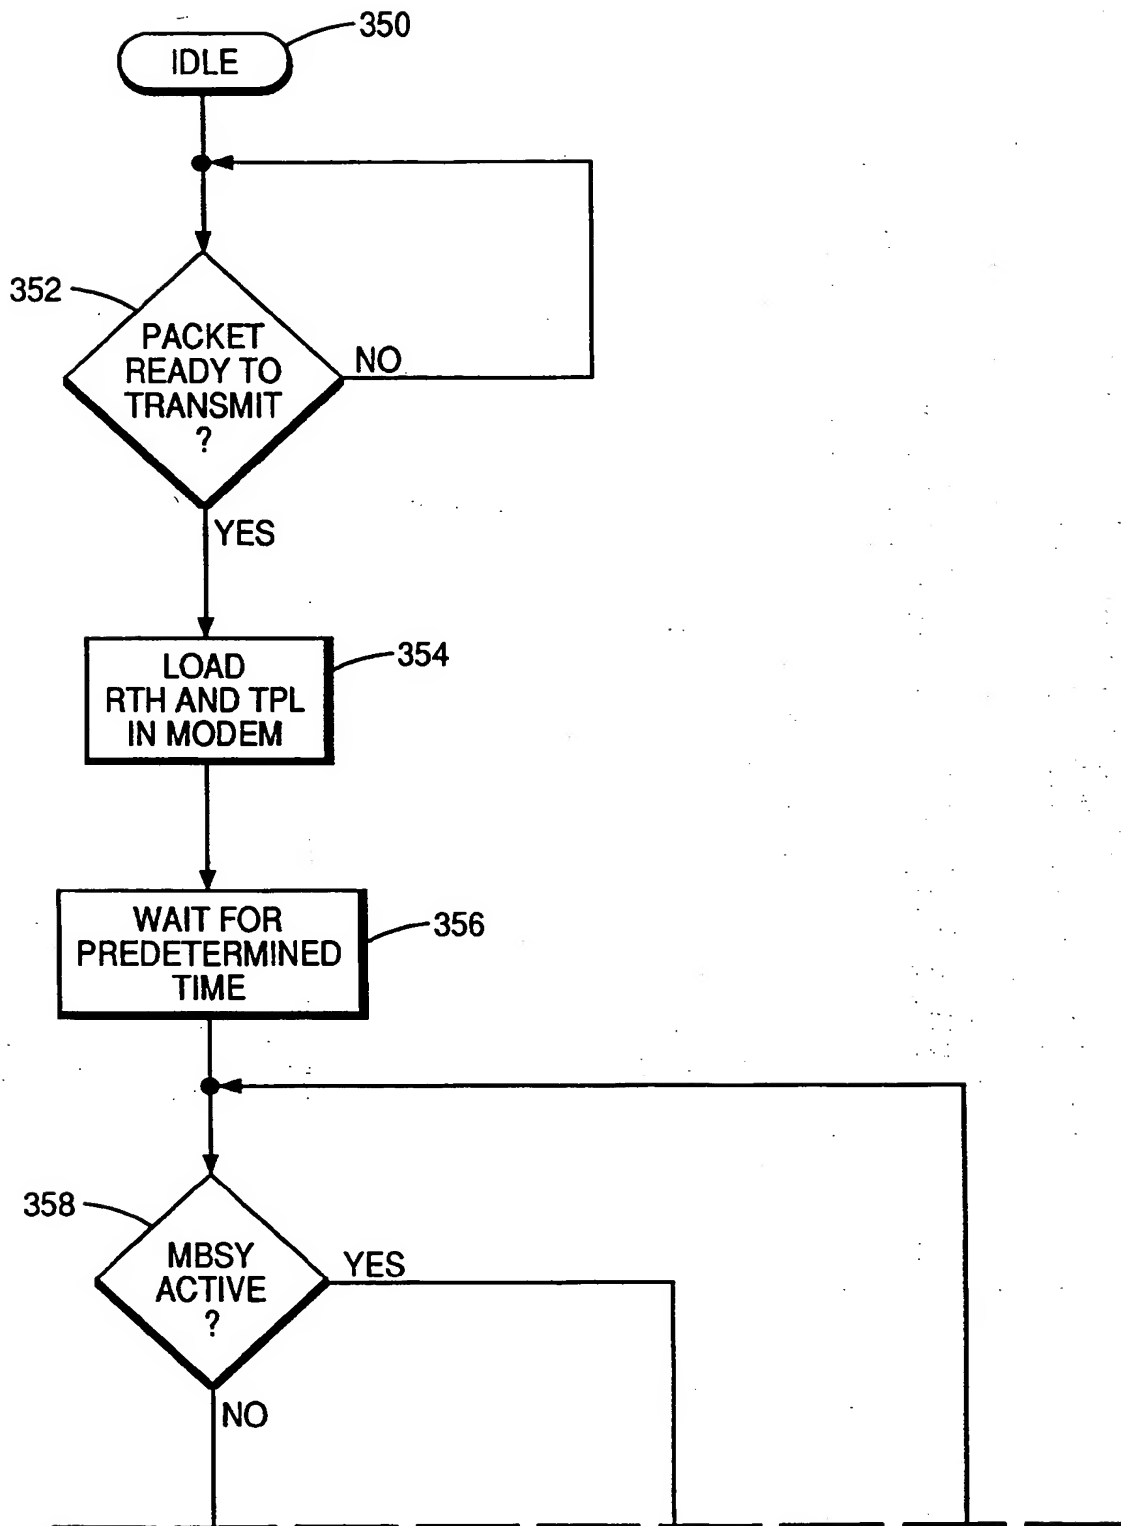 350
IDLE
352
PACKET
READY TO
TRANSMIT
?
NO
YES
354
LOAD
RTH AND TPL
IN MODEM
WAIT FOR
PREDETERMINED
TIME
356
358
MBSY
ACTIVE
?
YES
NO